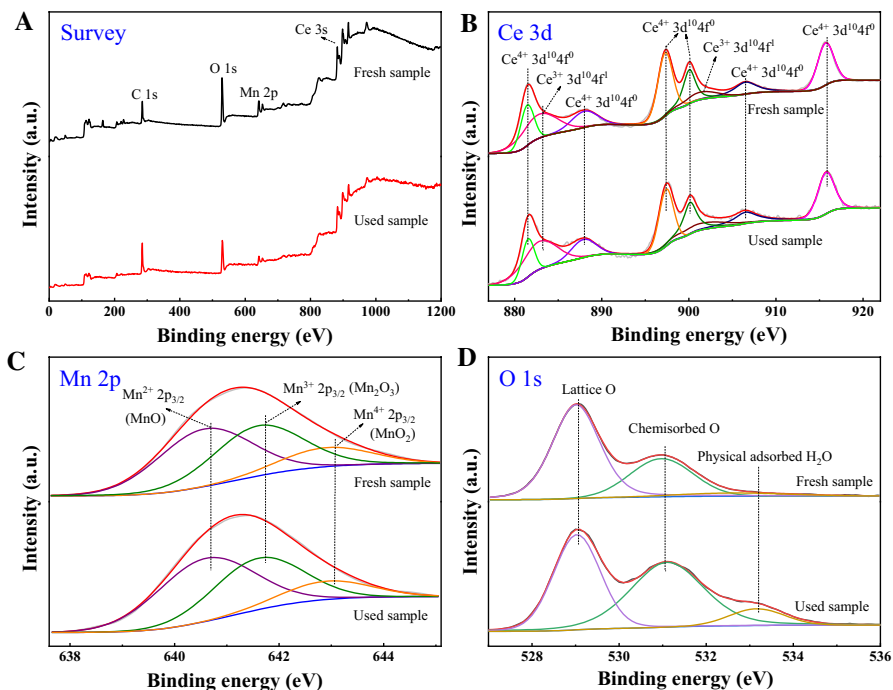 A
Survey
Ce 3s
Fresh sample
O 1s
C 1s
Mn 2p
Used sample
Intensity (a.u.)
0 200 400 600 800 1000 1200
Binding energy (eV)
B
Ce 3d
Ce⁴⁺ 3d¹⁰4f⁰
Ce⁴⁺ 3d¹⁰4f⁰
Ce⁴⁺ 3d¹⁰4f⁰
Ce³⁺ 3d¹⁰4f¹
Ce³⁺ 3d¹⁰4f¹
Ce⁴⁺ 3d¹⁰4f⁰
Ce⁴⁺ 3d¹⁰4f⁰
Fresh sample
Used sample
Intensity (a.u.)
880 890 900 910 920
Binding energy (eV)
C
Mn 2p
Mn²⁺ 2p₃/₂
(MnO)
Mn³⁺ 2p₃/₂ (Mn₂O₃)
Mn⁴⁺ 2p₃/₂
(MnO₂)
Fresh sample
Used sample
Intensity (a.u.)
638 640 642 644
Binding energy (eV)
D
O 1s
Lattice O
Chemisorbed O
Physical adsorbed H₂O
Fresh sample
Used sample
Intensity (a.u.)
528 530 532 534 536
Binding energy (eV)